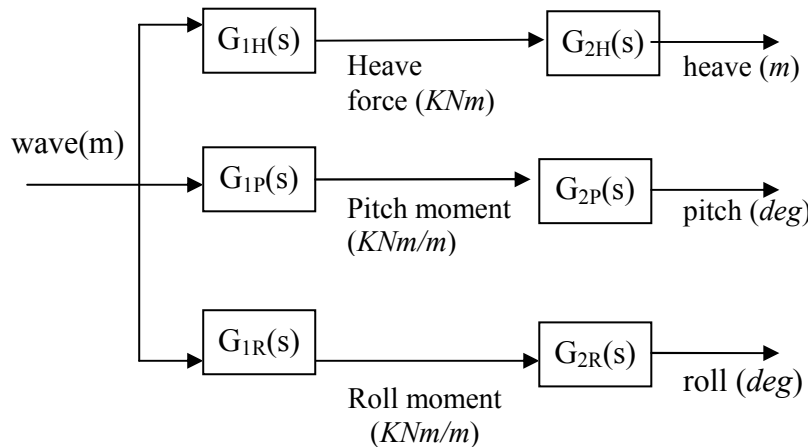 G1H(s)
Heave
force (KNm)
G2H(s)
heave (m)
wave(m)
G1P(s)
Pitch moment
(KNm/m)
G2P(s)
pitch (deg)
G1R(s)
Roll moment
(KNm/m)
G2R(s)
roll (deg)